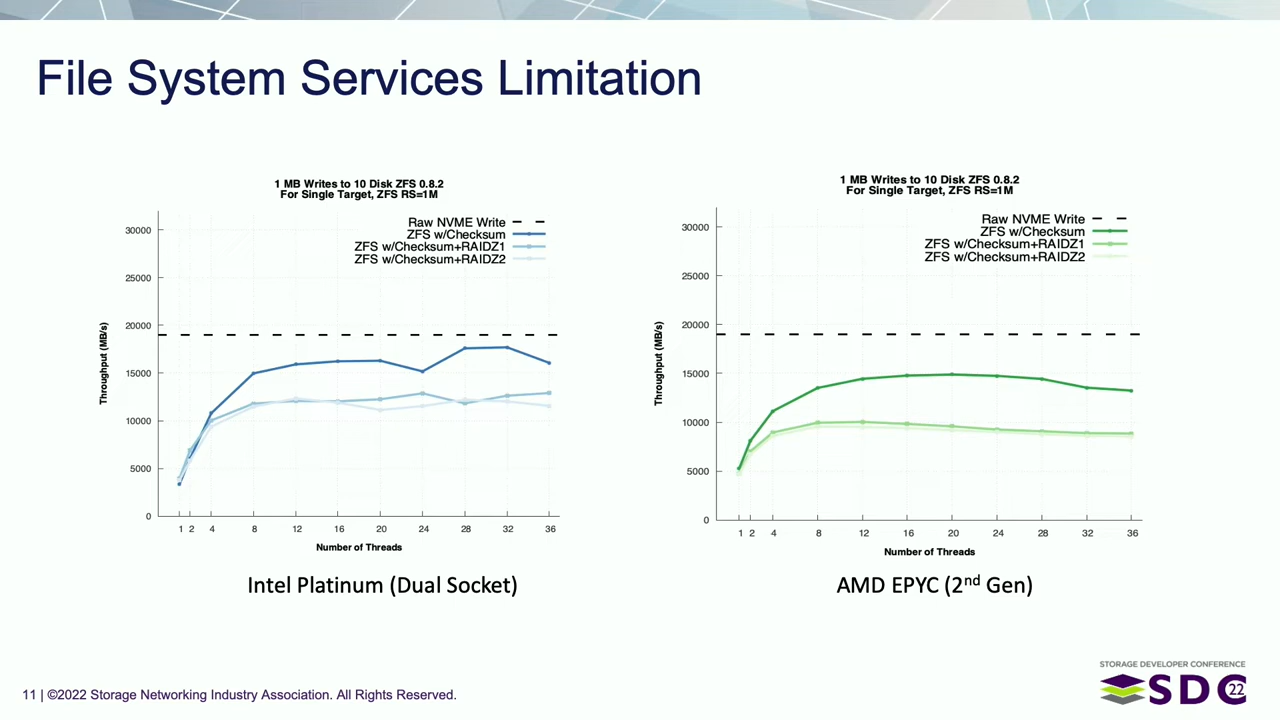 File System Services Limitation
1 MB Writes to 10 Disk ZFS 0.8.2
For Single Target, ZFS RS=1M
Raw NVME Write
ZFS w/Checksum
ZFS w/Checksum+RAIDZ1
ZFS w/Checksum+RAIDZ2
30000
25000
20000
15000
10000
5000
0
Throughput (MB/s)
1 2 4 8 12 16 20 24 28 32 36
Number of Threads
Intel Platinum (Dual Socket)
1 MB Writes to 10 Disk ZFS 0.8.2
For Single Target, ZFS RS=1M
Raw NVME Write
ZFS w/Checksum
ZFS w/Checksum+RAIDZ1
ZFS w/Checksum+RAIDZ2
30000
25000
20000
15000
10000
5000
0
Throughput (MB/s)
1 2 4 8 12 16 20 24 28 32 36
Number of Threads
AMD EPYC (2nd Gen)
11 | ©2022 Storage Networking Industry Association. All Rights Reserved.
STORAGE DEVELOPER CONFERENCE
SDC 22